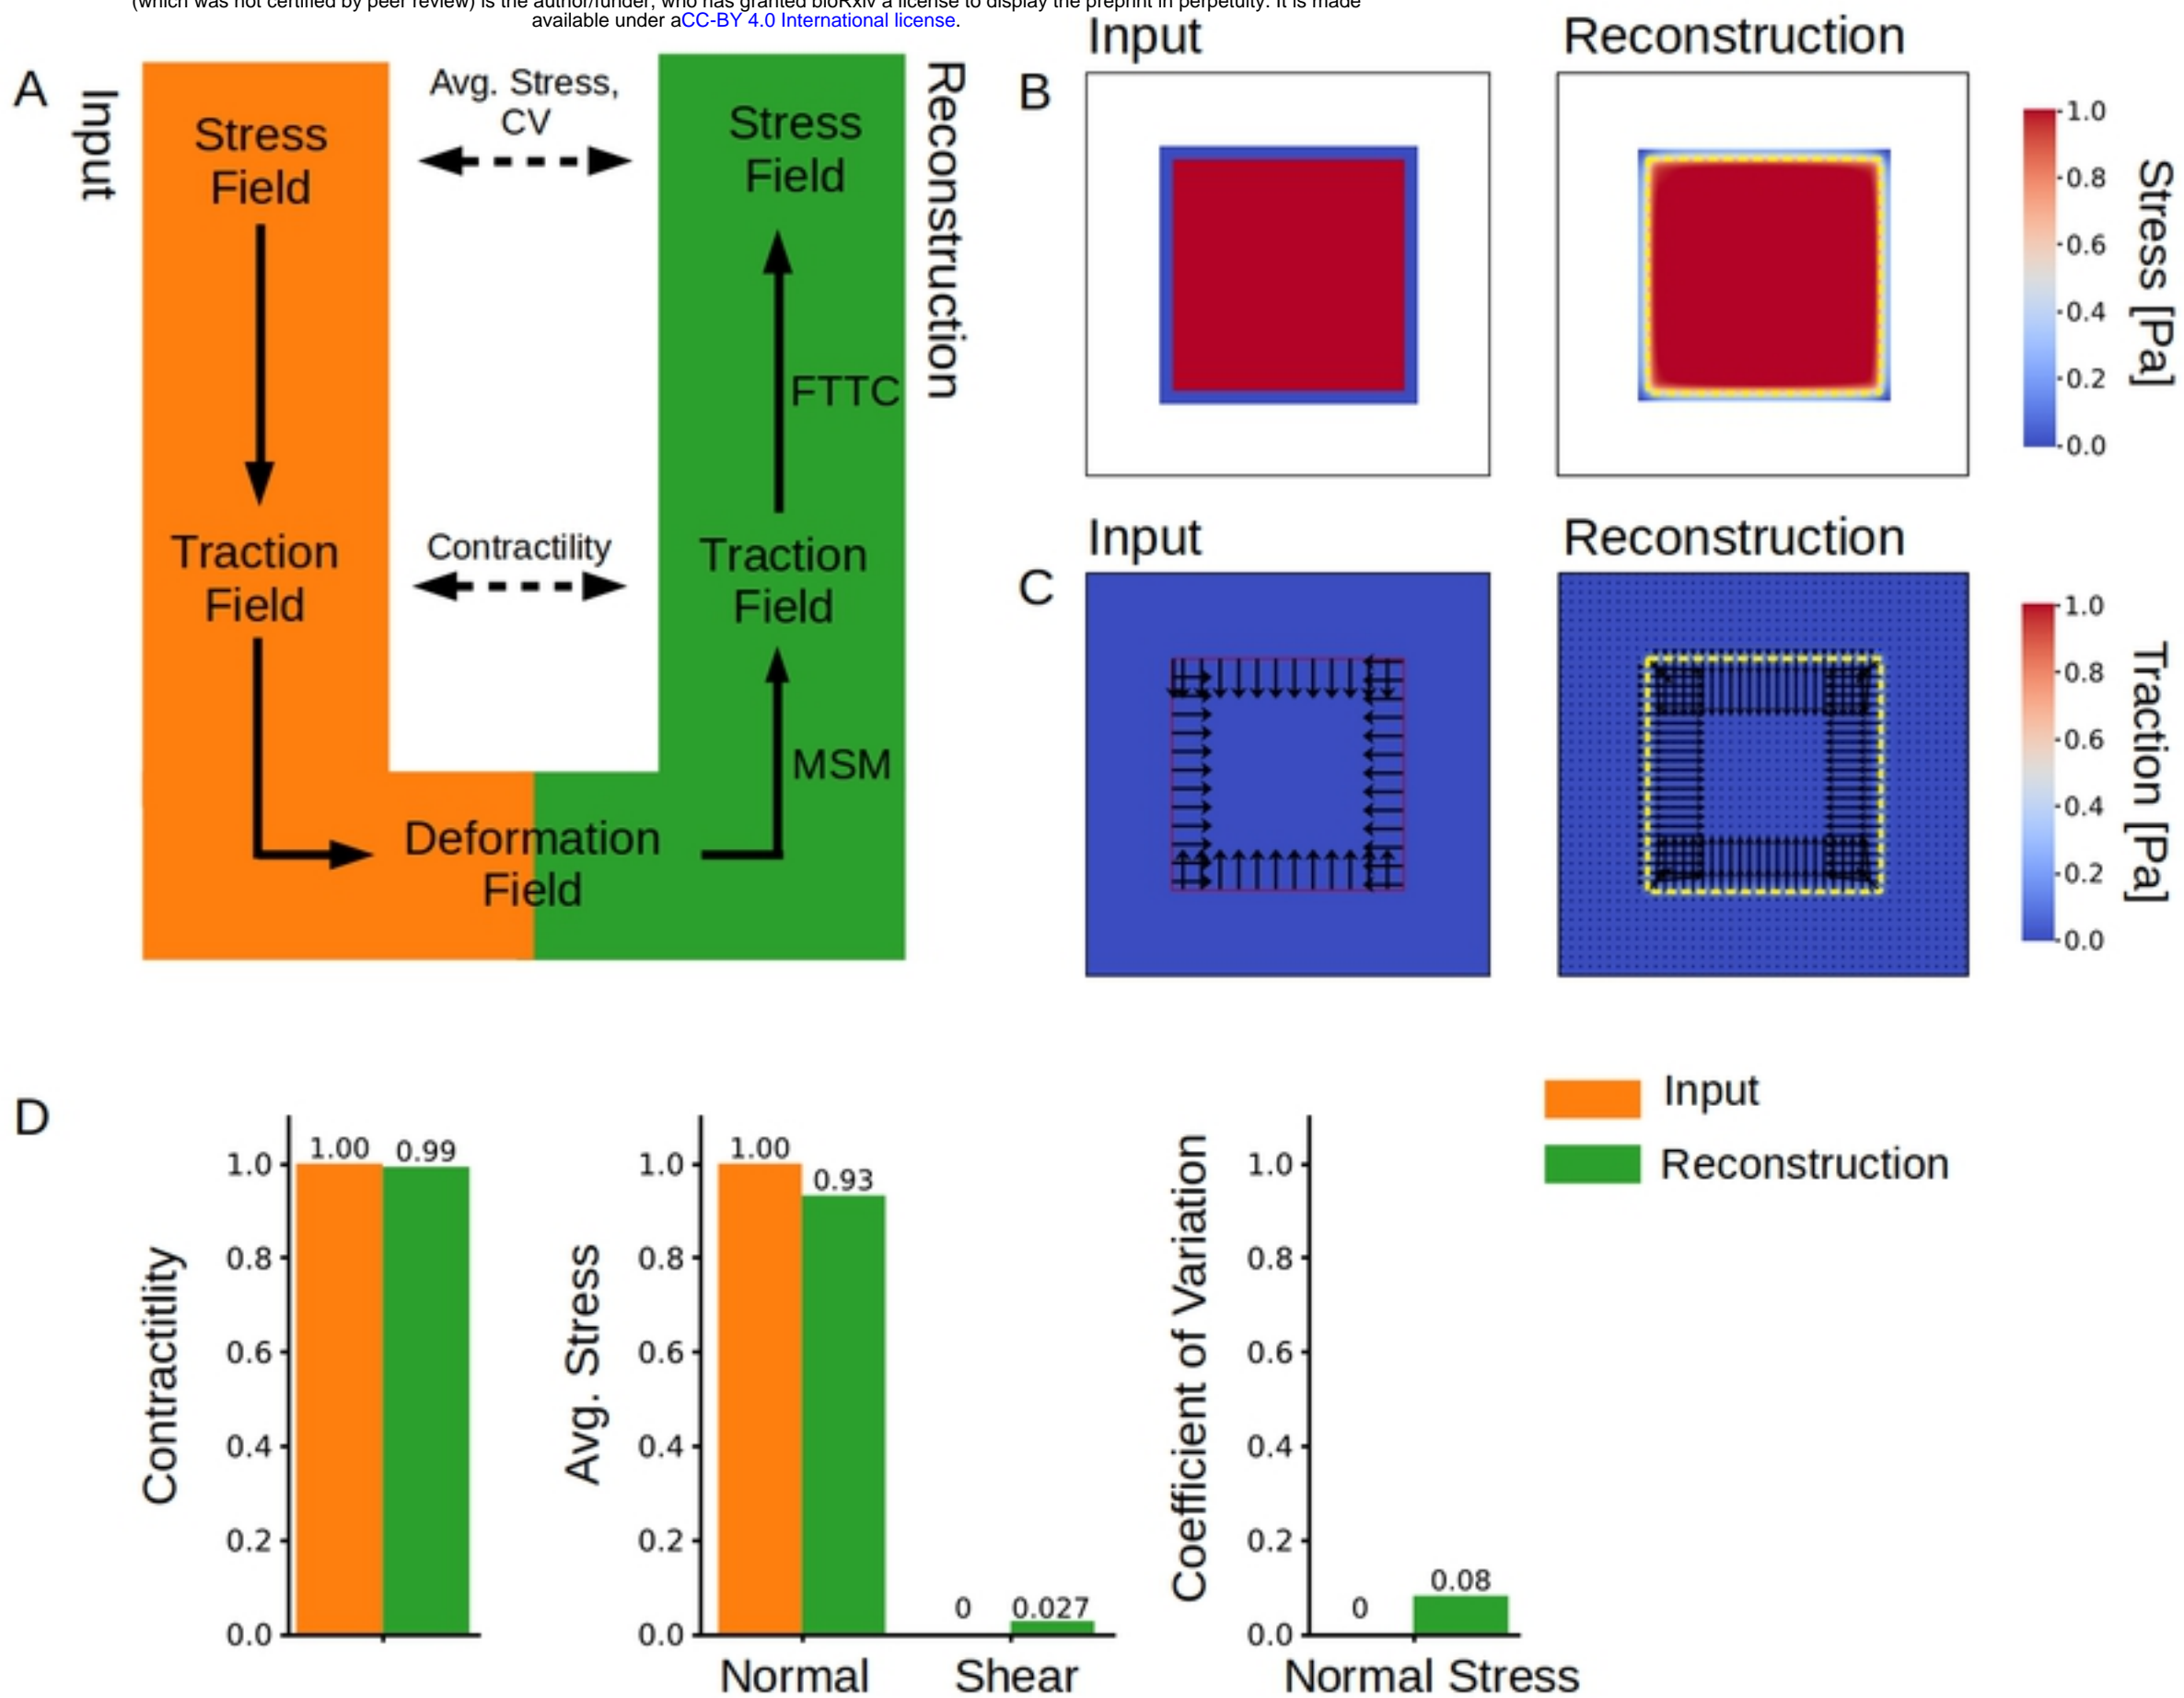 (which was not certified by peer review) is the author/funder, who has granted bioRxiv a license to display the preprint in perpetuity. It is made
available under aCC-BY 4.0 International license.
A
Input
Stress
Field
Avg. Stress,
CV
Stress
Field
Reconstruction
FTTC
Traction
Field
Contractility
Traction
Field
MSM
Deformation
Field
B
Input
Reconstruction
1.0
0.8
0.6
0.4
0.2
0.0
Stress [Pa]
C
Input
Reconstruction
1.0
0.8
0.6
0.4
0.2
0.0
Traction [Pa]
D
Contractitlity
1.0
0.8
0.6
0.4
0.2
0.0
1.00
0.99
Avg. Stress
1.0
0.8
0.6
0.4
0.2
0.0
1.00
0.93
0
0.027
Normal
Shear
Coefficient of Variation
1.0
0.8
0.6
0.4
0.2
0.0
0
0.08
Normal Stress
Input
Reconstruction